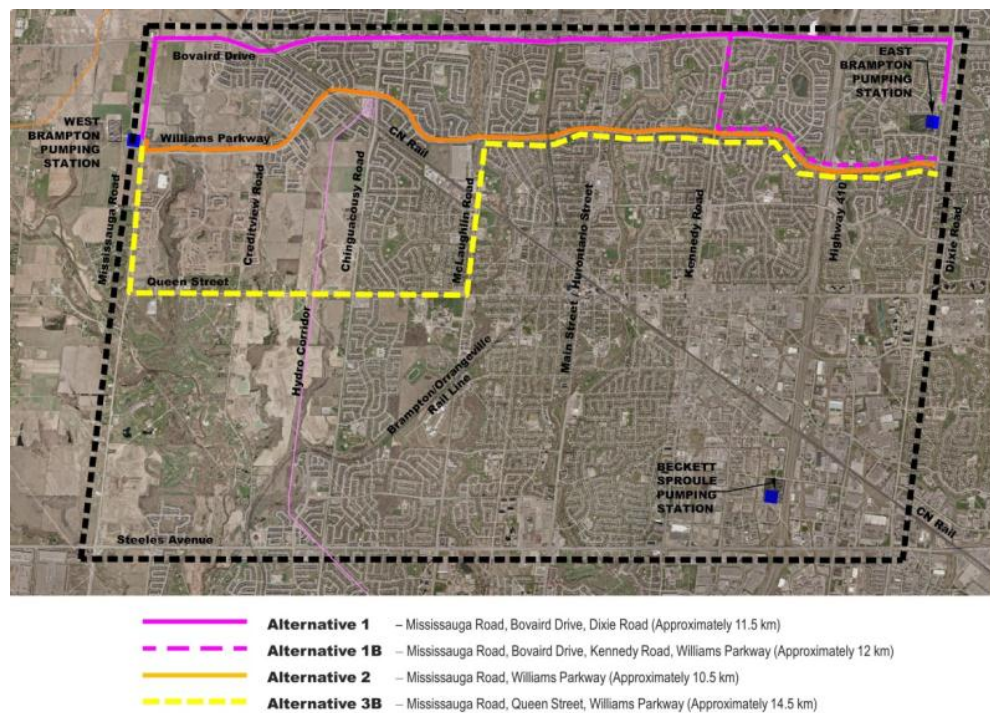 Bovaird Drive
EAST
BRAMPTON
PUMPING
STATION
WEST
BRAMPTON
PUMPING
STATION
Williams Parkway
CN Rail
Mississauga Road
Creditview Road
Chinguacousy Road
McLaughlin Road
Main Street / Hurontario Street
Kennedy Road
Highway 410
Dixie Road
Queen Street
Hydro Corridor
Brampton/Orrangeville
Rail Line
BECKETT
SPROULE
PUMPING
STATION
CN Rail
Steeles Avenue
Alternative 1 – Mississauga Road, Bovaird Drive, Dixie Road (Approximately 11.5 km)
Alternative 1B – Mississauga Road, Bovaird Drive, Kennedy Road, Williams Parkway (Approximately 12 km)
Alternative 2 – Mississauga Road, Williams Parkway (Approximately 10.5 km)
Alternative 3B – Mississauga Road, Queen Street, Williams Parkway (Approximately 14.5 km)